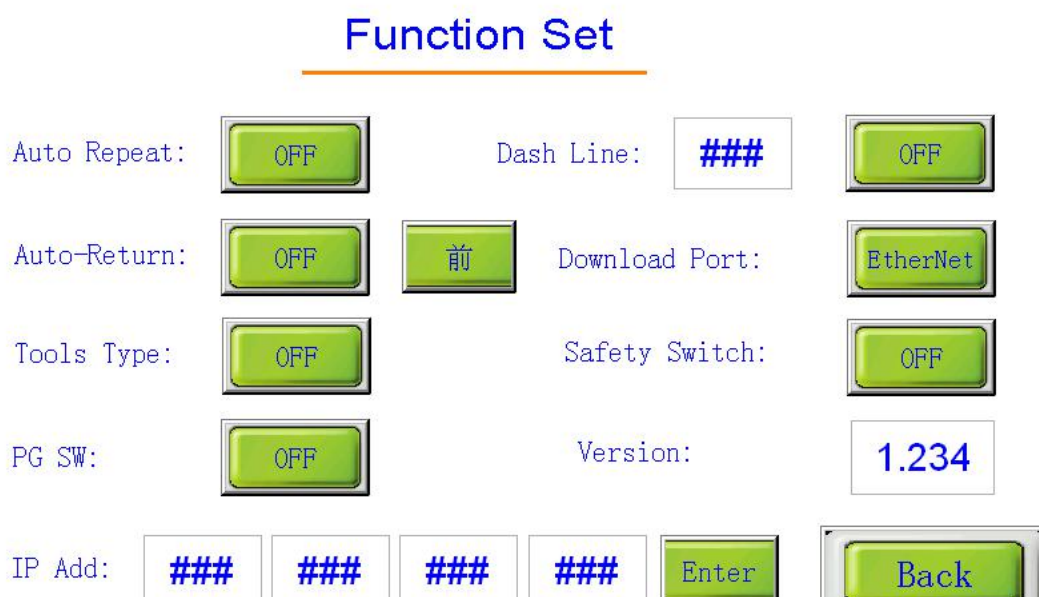 Function Set
Auto Repeat: OFF Dash Line: ### OFF
Auto-Return: OFF 前 Download Port: EtherNet
Tools Type: OFF Safety Switch: OFF
PG SW: OFF Version: 1.234
IP Add: ### ### ### ### Enter Back